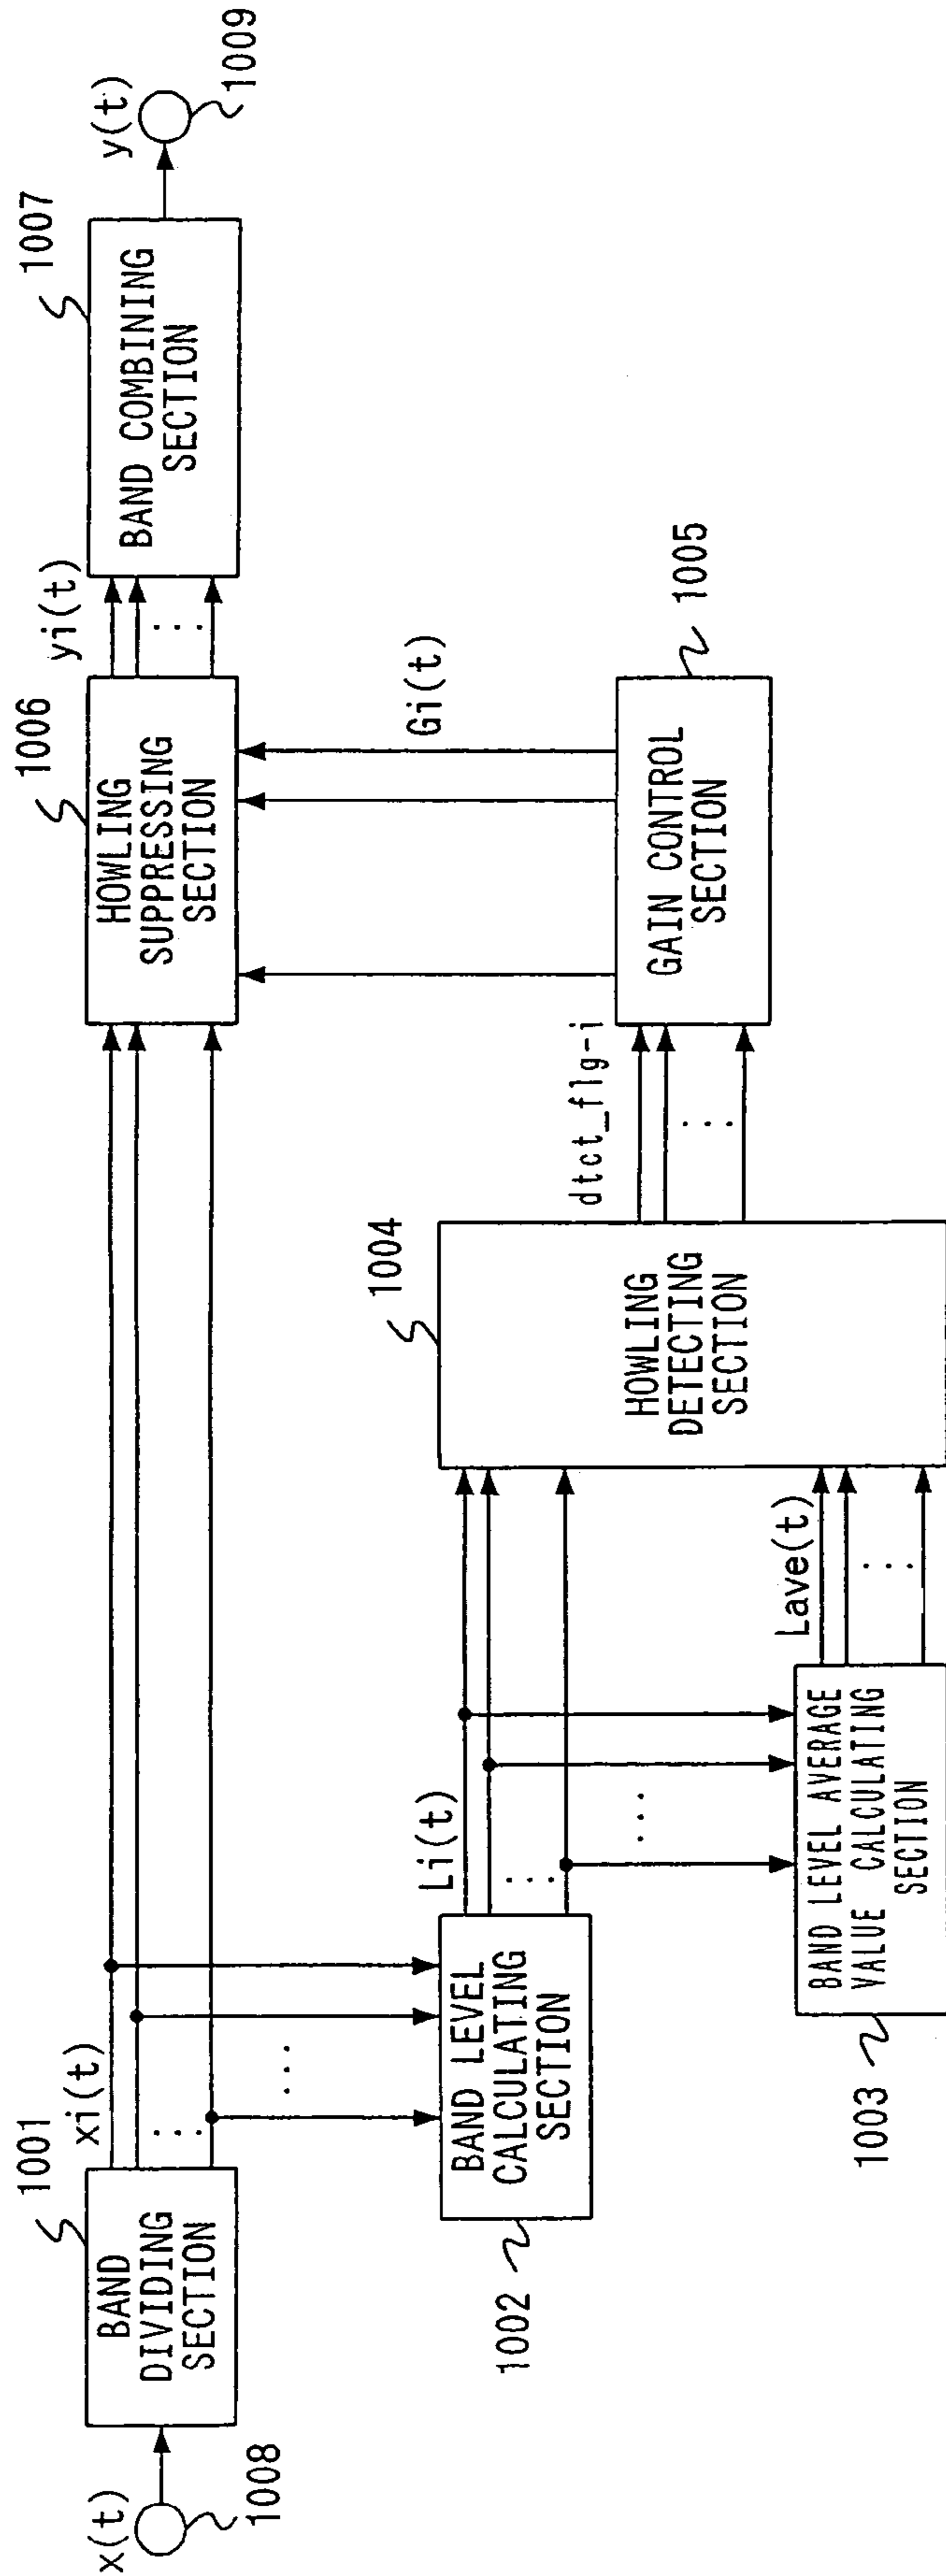 x(t)
1008
1001
BAND
DIVIDING
SECTION
xi(t)
1006
HOWLING
SUPPRESSING
SECTION
yi(t)
1007
BAND COMBINING
SECTION
y(t)
1009
1002
BAND LEVEL
CALCULATING
SECTION
Li(t)
1003
BAND LEVEL AVERAGE
VALUE CALCULATING
SECTION
Lave(t)
1004
HOWLING
DETECTING
SECTION
dtct_flg-i
GAIN CONTROL
SECTION
1005
Gi(t)